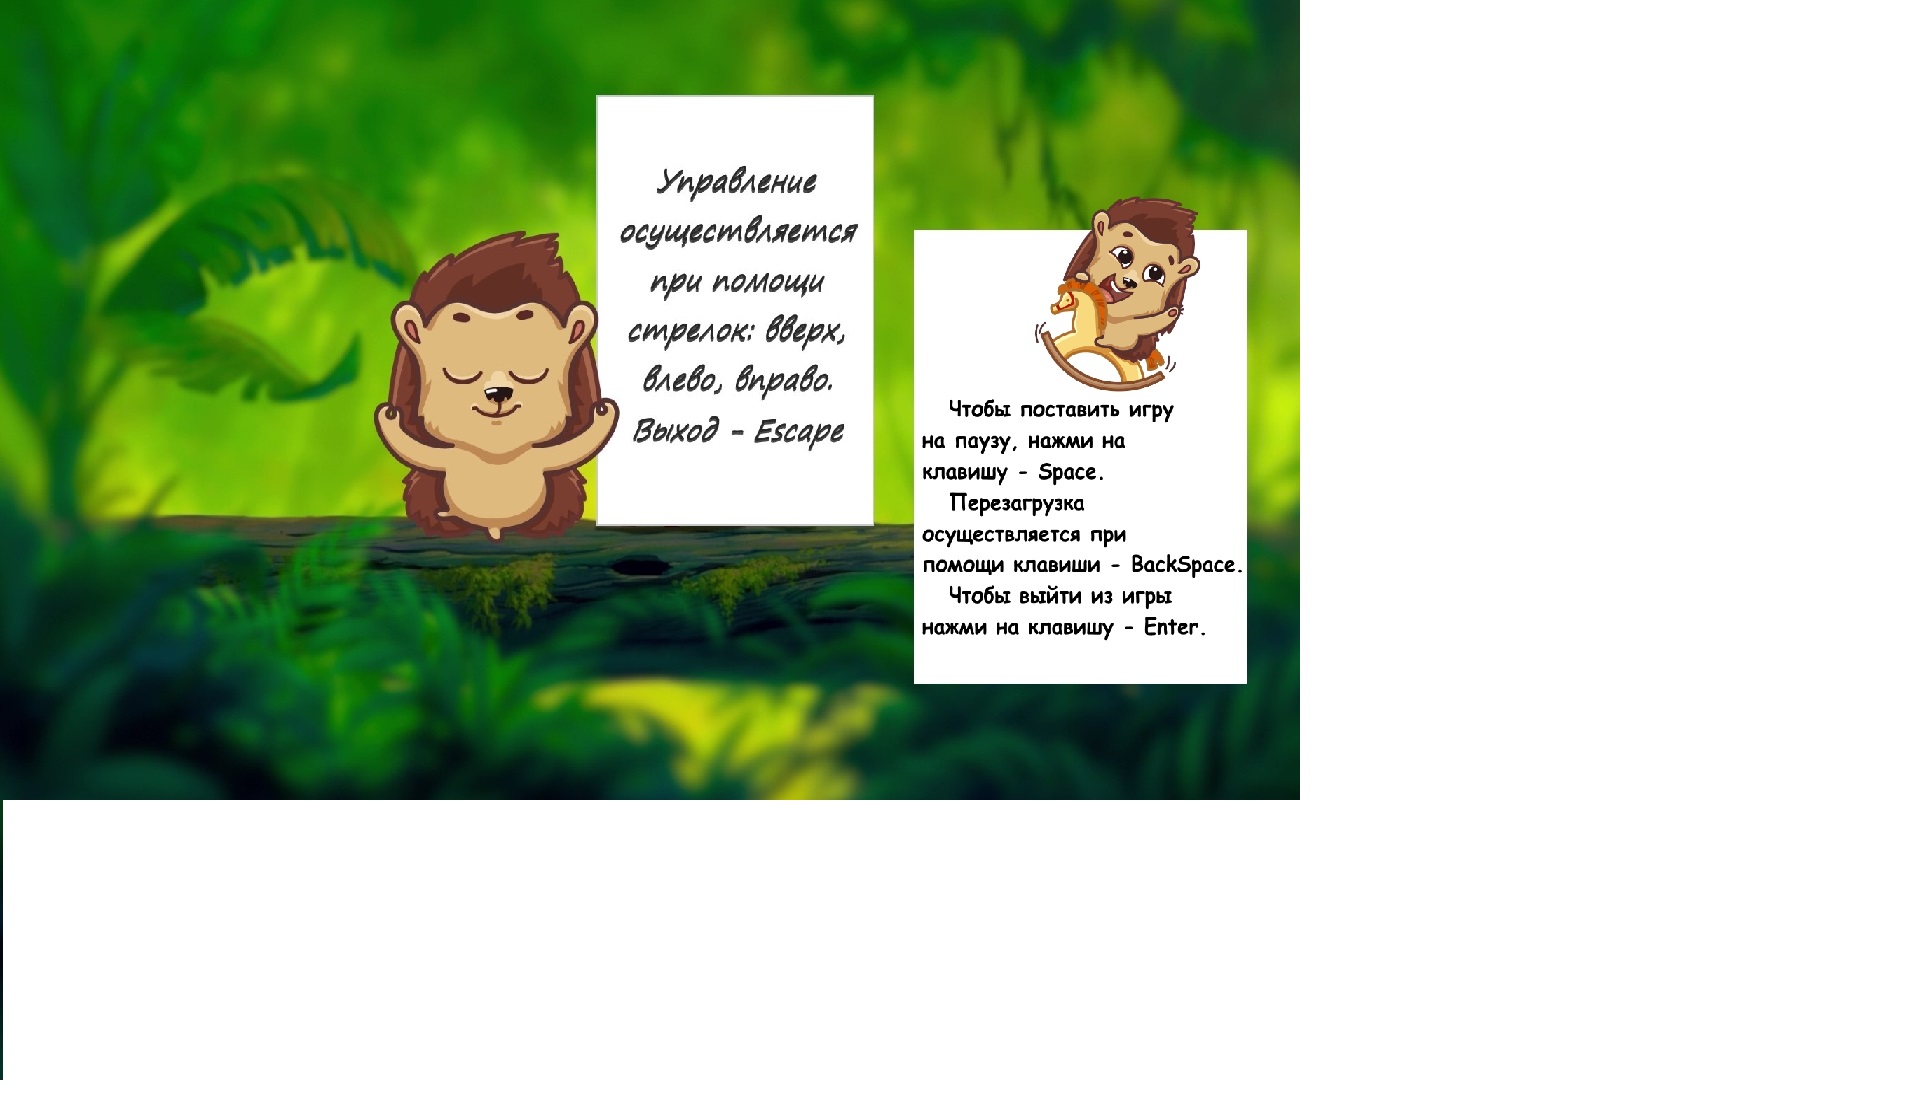 Управление
осуществляется
при помощи
стрелок: вверх,
влево, вправо.
Выход - Escape
Чтобы поставить игру
на паузу, нажми на
клавишу - Space.
Перезагрузка
осуществляется при
помощи клавиши - BackSpace.
Чтобы выйти из игры
нажми на клавишу - Enter.